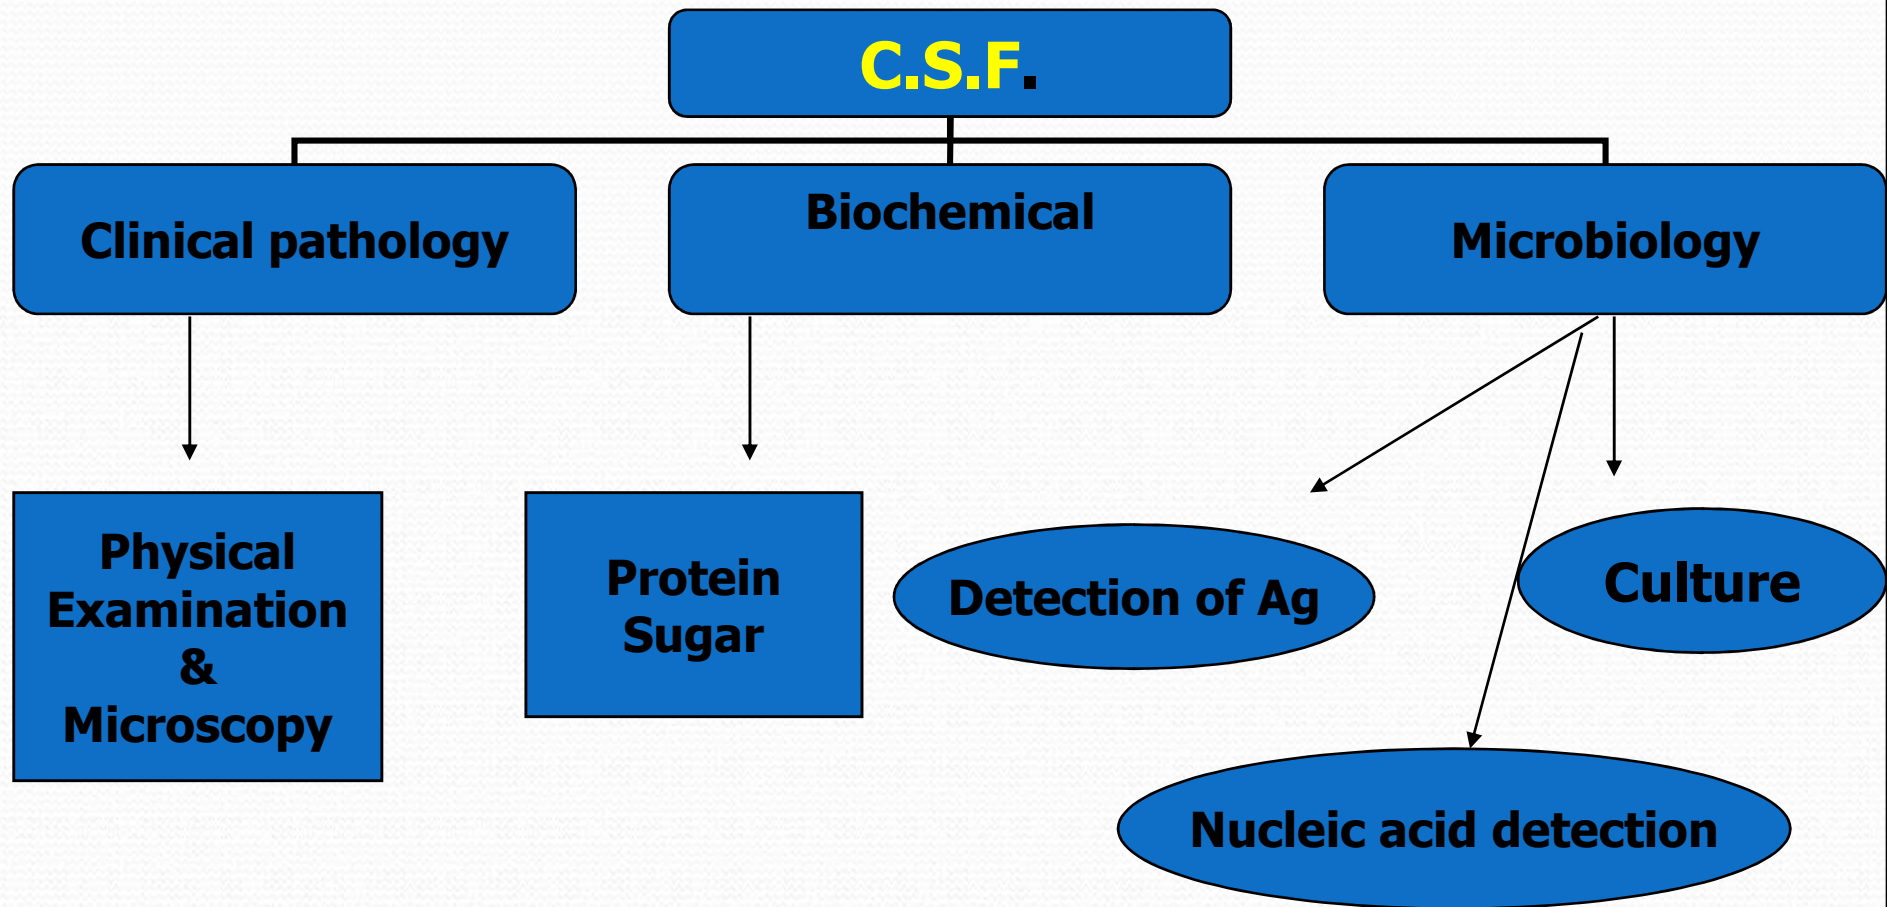 C.S.F.
Clinical pathology
Biochemical
Microbiology
Physical
Examination
&
Microscopy
Protein
Sugar
Detection of Ag
Culture
Nucleic acid detection